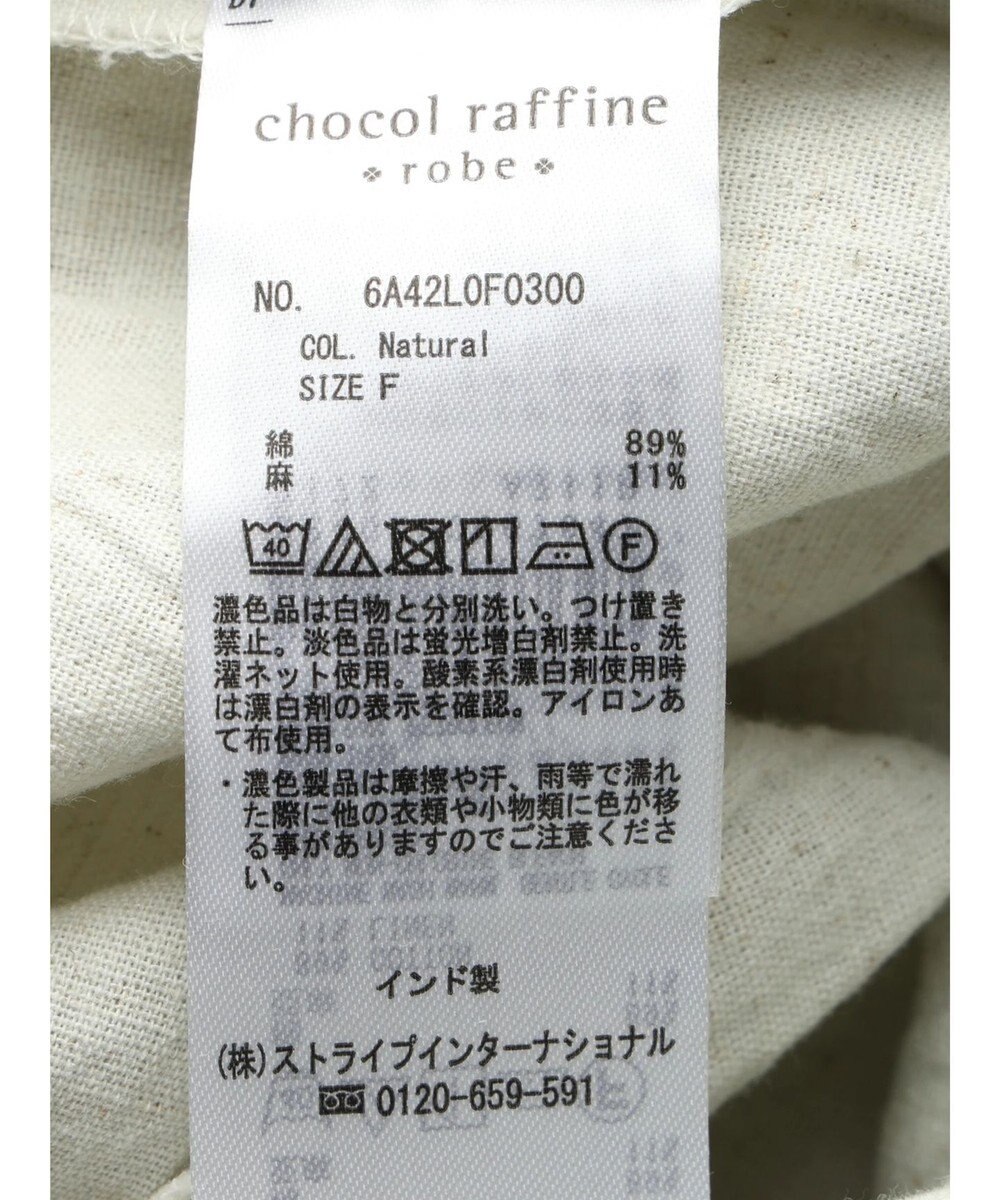 chocol raffine
robe
NO. 6A42L0F0300
COL. Natural
SIZE F
綿 89%
麻 11%
40 F
濃色品は白物と分別洗い。つけ置き
禁止。淡色品は蛍光増白剤禁止。洗
濯ネット使用。酸素系漂白剤使用時
は漂白剤の表示を確認。アイロンあ
て布使用。
・濃色製品は摩擦や汗、雨等で濡れ
た際に他の衣類や小物類に色が移
る事がありますのでご注意くださ
い。
インド製
(株)ストライプインターナショナル
0120-659-591